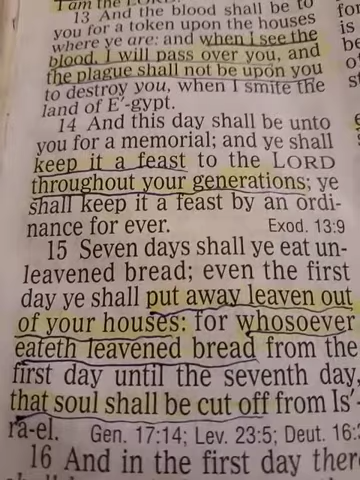 I am the LORD.
13 And the blood shall be to
you for a token upon the houses
where ye are: and when I see the
blood, I will pass over you, and
the plague shall not be upon you
to destroy you, when I smite the
land of E´-gypt.
14 And this day shall be unto
you for a memorial; and ye shall
keep it a feast to the LORD
throughout your generations; ye
shall keep it a feast by an ordi-
nance for ever. Exod. 13:9
15 Seven days shall ye eat un-
leavened bread; even the first
day ye shall put away leaven out
of your houses: for whosoever
eateth leavened bread from the
first day until the seventh day,
that soul shall be cut off from Is´-
ra-el. Gen. 17:14; Lev. 23:5; Deut. 16:
16 And in the first day there